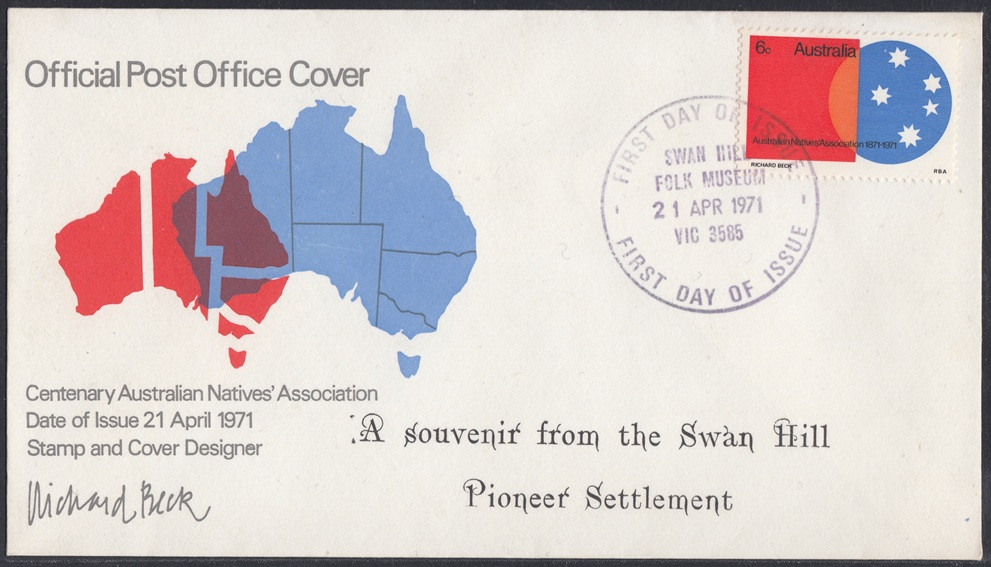 Official Post Office Cover
6c Australia
Australian Natives' Association 1871-1971
RICHARD BECK
RBA
FIRST DAY OF ISSUE
SWAN HILL
FOLK MUSEUM
21 APR 1971
VIC 3585
FIRST DAY OF ISSUE
Centenary Australian Natives' Association
Date of Issue 21 April 1971
Stamp and Cover Designer
Richard Beck
A souvenir from the Swan Hill
Pioneer Settlement